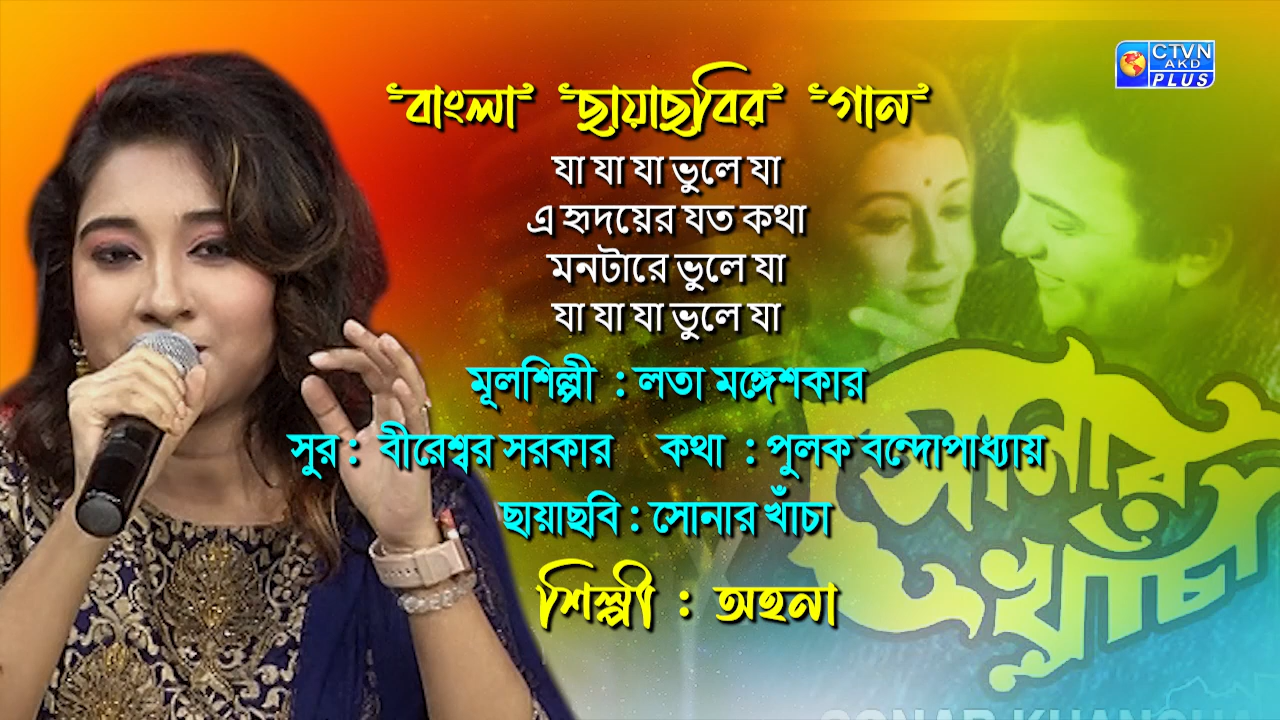 CTVN
AKD
PLUS
বাংলা ছায়াছবির গান
যা যা যা ভুলে যা
এ হৃদয়ের যত কথা
মনটারে ভুলে যা
যা যা যা ভুলে যা
মূলশিল্পী : লতা মঙ্গেশকার
সুর : বীরেশ্বর সরকার কথা : পুলক বন্দোপাধ্যায়
ছায়াছবি : সোনার খাঁচা
শিল্পী : অহনা
সোনার
খাঁচা